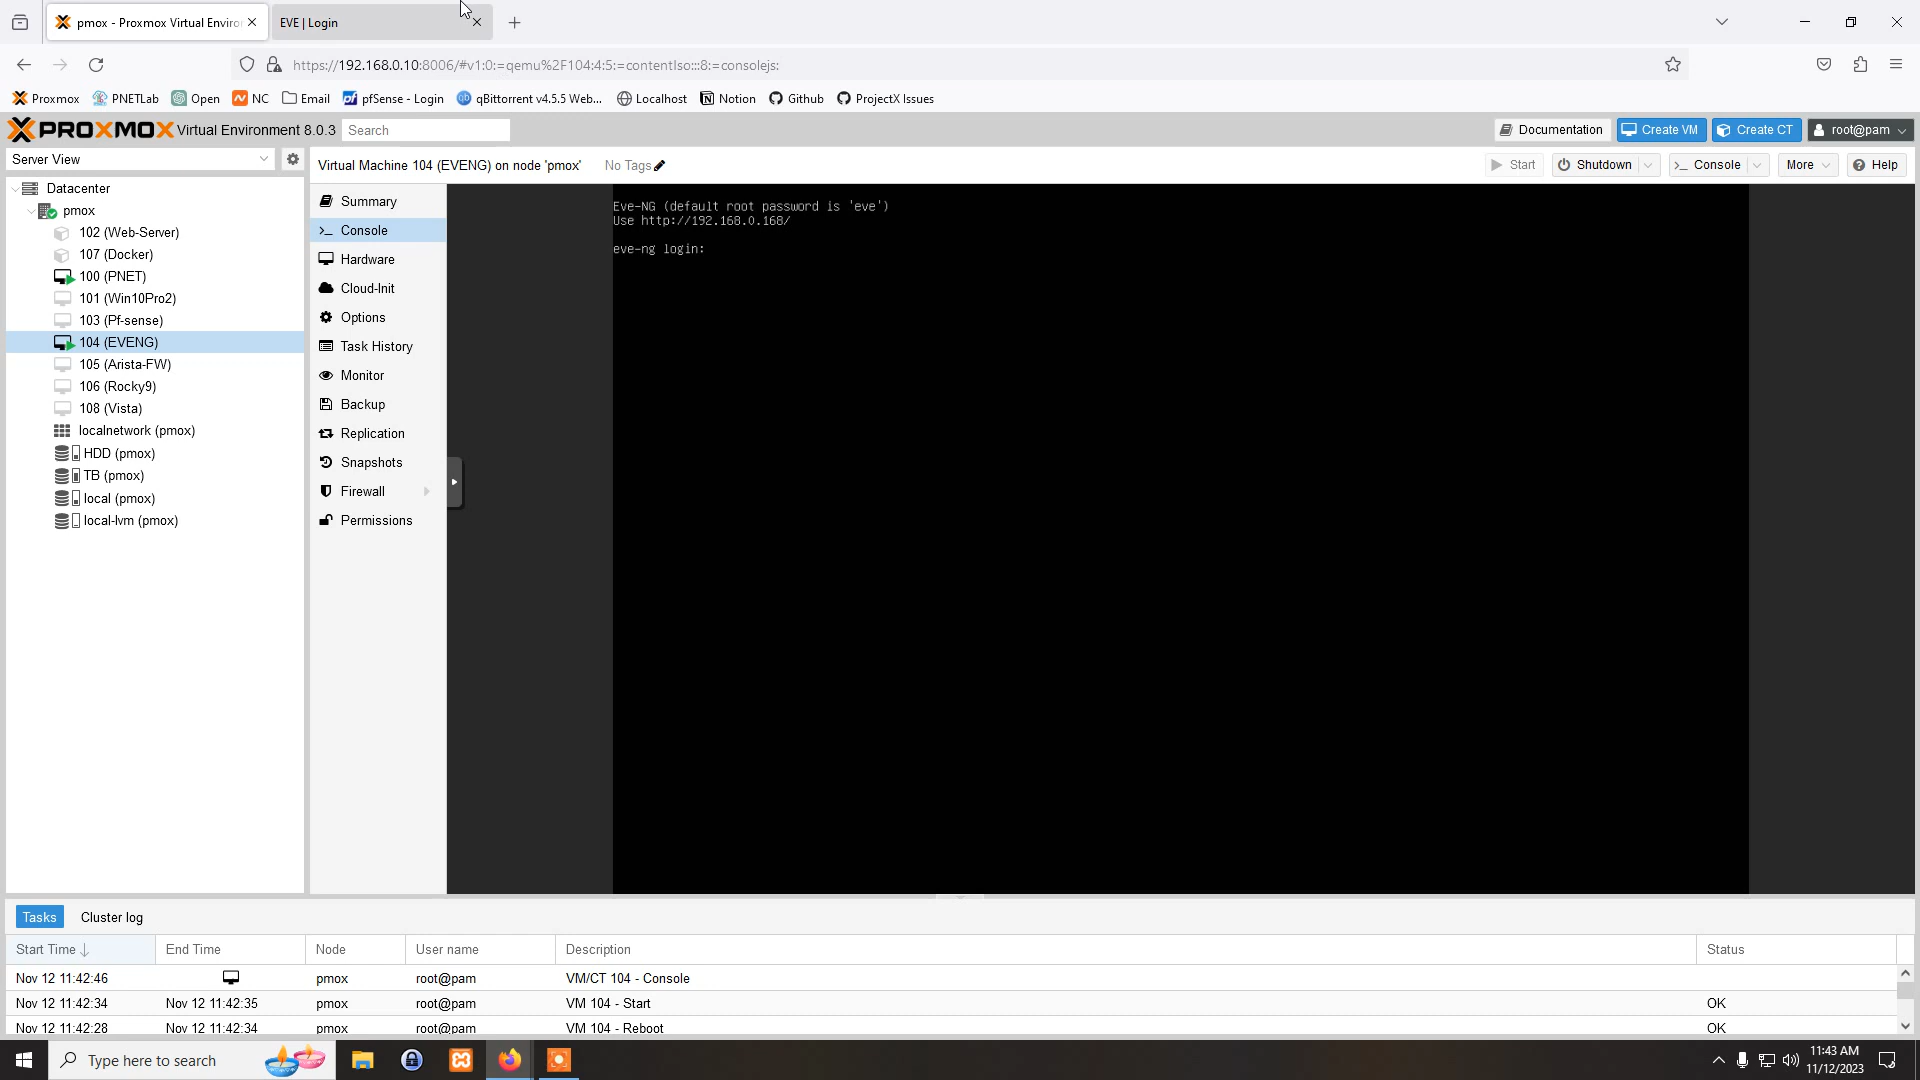 pmox - Proxmox Virtual Enviro
EVE | Login
https://192.168.0.10:8006/#v1:0:=qemu%2F104:4:5:=contentIso:::8:=consolejs:
Proxmox
PNETLab
Open
NC
Email
pfSense - Login
qBittorrent v4.5.5 Web...
Localhost
Notion
Github
ProjectX Issues
PROXMOX Virtual Environment 8.0.3
Search
Documentation
Create VM
Create CT
root@pam
Server View
Virtual Machine 104 (EVENG) on node 'pmox'
No Tags
Start
Shutdown
Console
More
Help
Datacenter
pmox
102 (Web-Server)
107 (Docker)
100 (PNET)
101 (Win10Pro2)
103 (Pf-sense)
104 (EVENG)
105 (Arista-FW)
106 (Rocky9)
108 (Vista)
localnetwork (pmox)
HDD (pmox)
TB (pmox)
local (pmox)
local-lvm (pmox)
Summary
Console
Hardware
Cloud-Init
Options
Task History
Monitor
Backup
Replication
Snapshots
Firewall
Permissions
Eve-NG (default root password is 'eve')
Use http://192.168.0.168/
eve-ng login:
Tasks
Cluster log
Start Time
End Time
Node
User name
Description
Status
Nov 12 11:42:46 pmox root@pam VM/CT 104 - Console
Nov 12 11:42:34 Nov 12 11:42:35 pmox root@pam VM 104 - Start OK
Nov 12 11:42:28 Nov 12 11:42:34 pmox root@pam VM 104 - Reboot OK
Type here to search
11:43 AM
11/12/2023